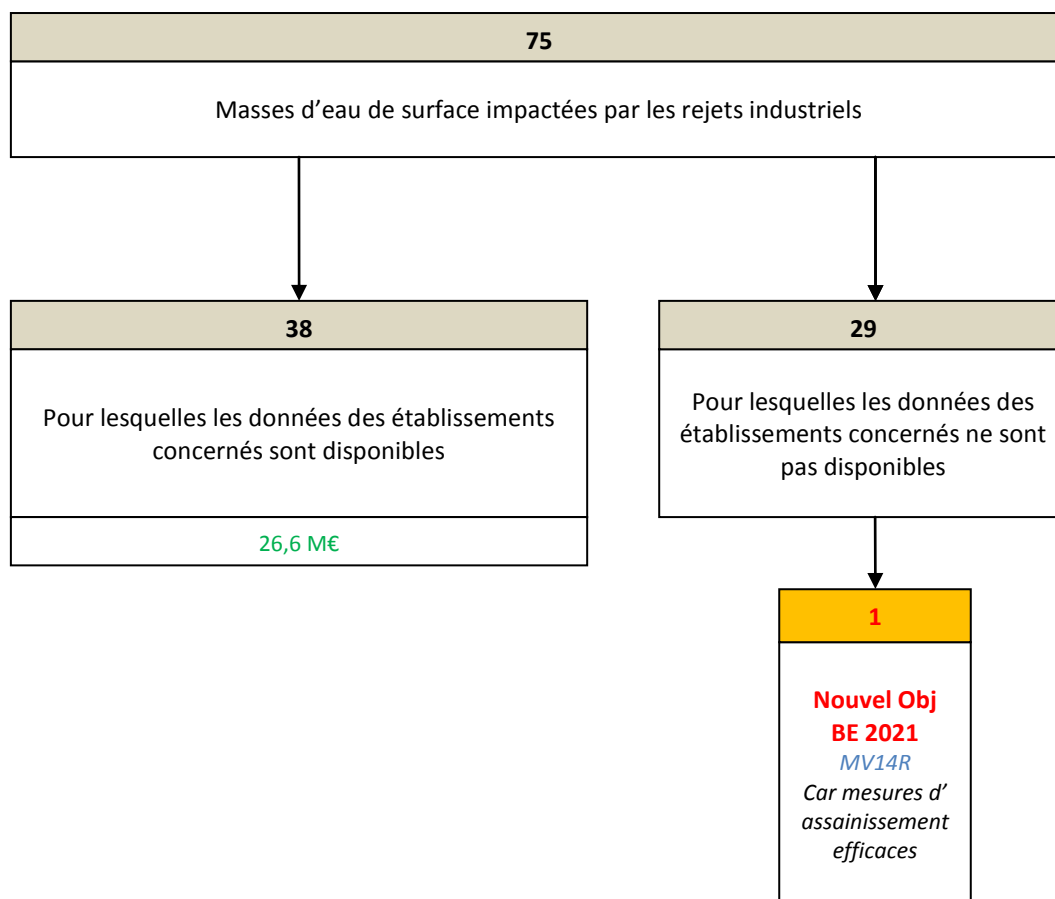 75
Masses d’eau de surface impactées par les rejets industriels
38
Pour lesquelles les données des établissements
concernés sont disponibles
26,6 M€
29
Pour lesquelles les données des
établissements concernés ne sont
pas disponibles
1
Nouvel Obj
BE 2021
MV14R
Car mesures d’
assainissement
efficaces